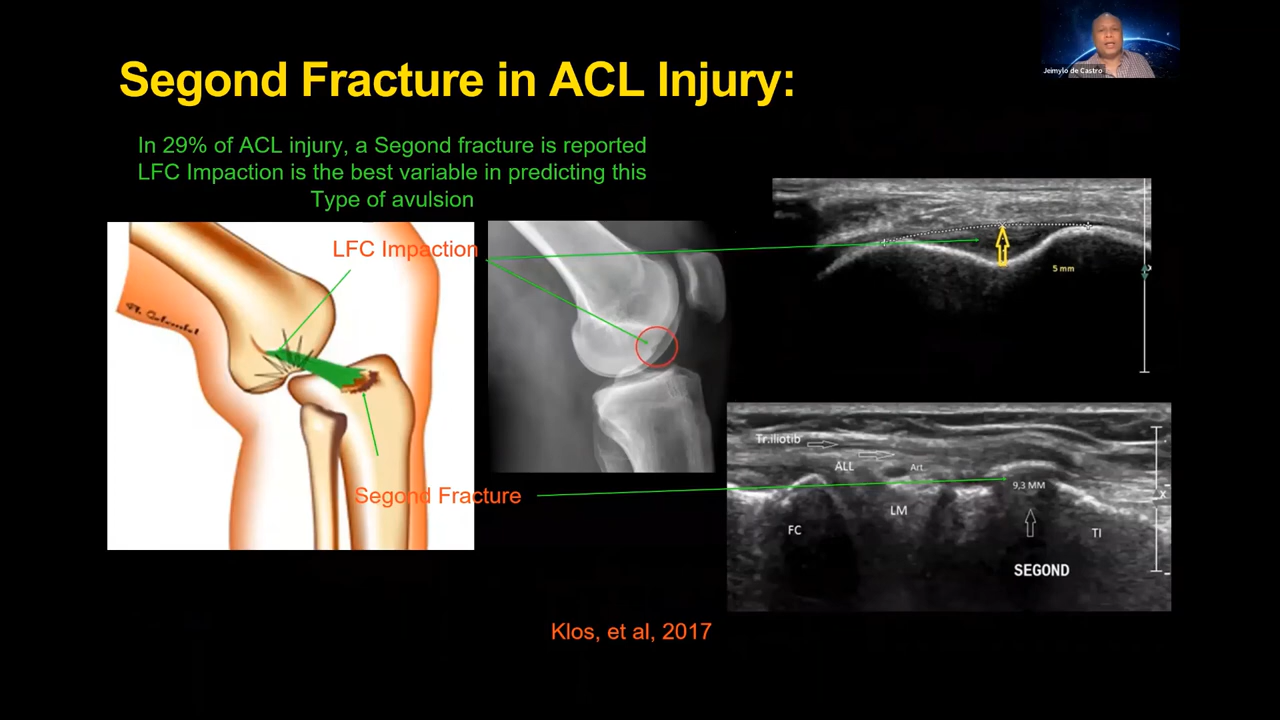 Jeimylo de Castro
Segond Fracture in ACL Injury:
In 29% of ACL injury, a Segond fracture is reported
LFC Impaction is the best variable in predicting this
Type of avulsion
LFC Impaction
5 mm
Tr.iliotib
ALL
Art.
9,3 MM
LM
FC
TI
X
SEGOND
Segond Fracture
Klos, et al, 2017